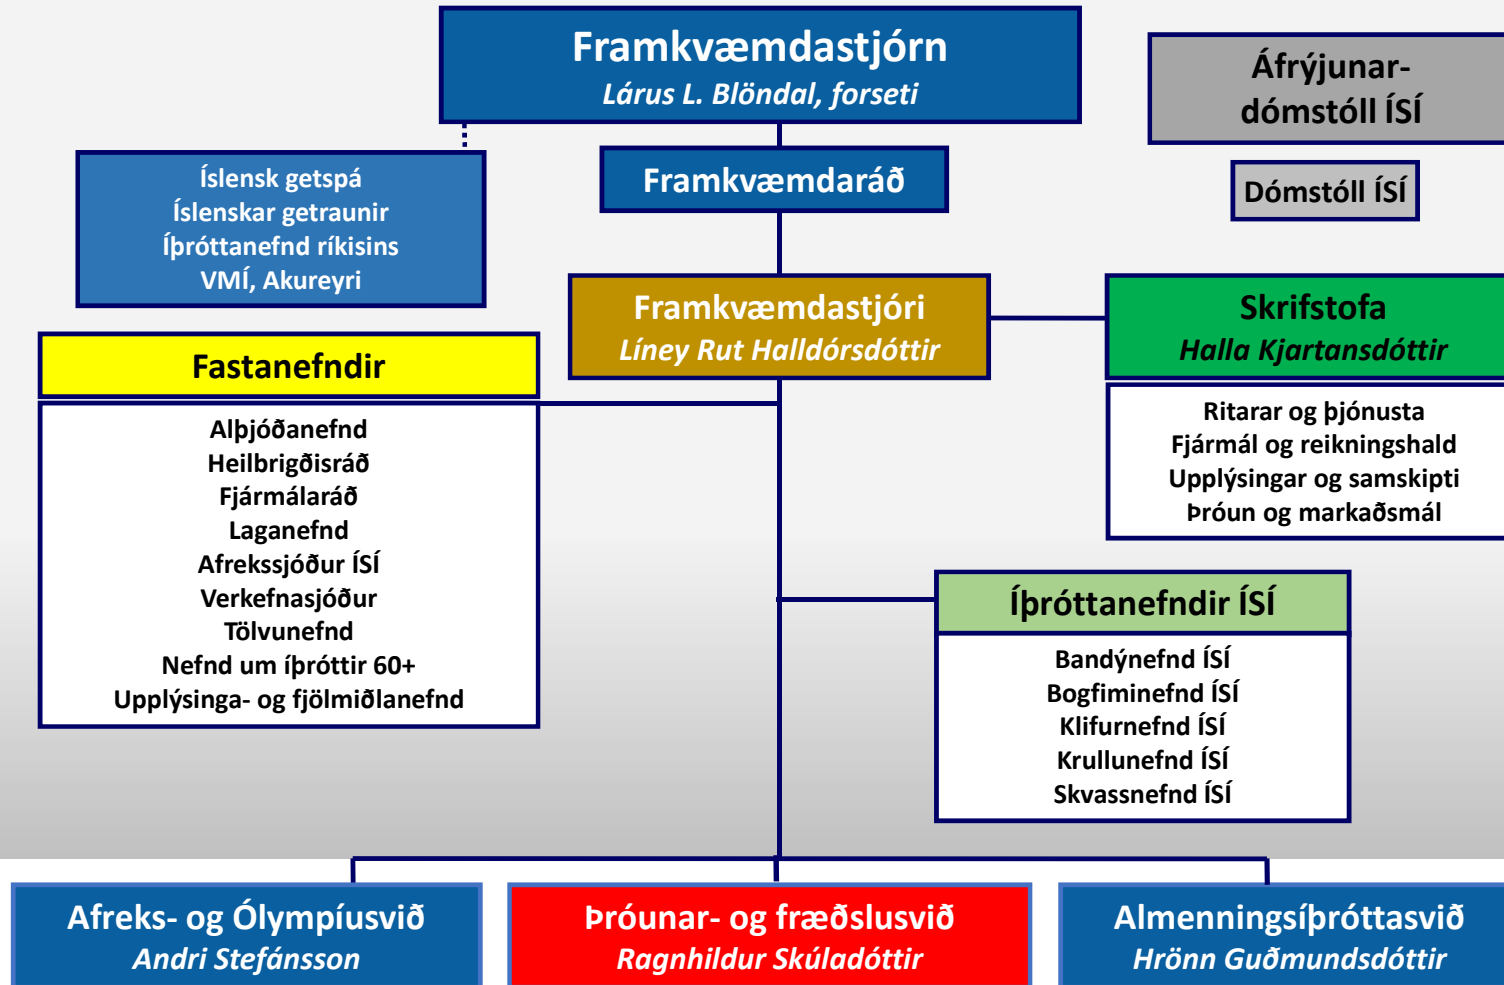 Framkvæmdastjórn
Lárus L. Blöndal, forseti
Áfrýjunar-
dómstóll ÍSÍ
Framkvæmdaráð
Dómstóll ÍSÍ
Íslensk getspá
Íslenskar getraunir
Íþróttanefnd ríkisins
VMÍ, Akureyri
Framkvæmdastjóri
Líney Rut Halldórsdóttir
Skrifstofa
Halla Kjartansdóttir
Ritarar og þjónusta
Fjármál og reikningshald
Upplýsingar og samskipti
Þróun og markaðsmál
Fastanefndir
Alþjóðanefnd
Heilbrigðisráð
Fjármálaráð
Laganefnd
Afrekssjóður ÍSÍ
Verkefnasjóður
Tölvunefnd
Nefnd um íþróttir 60+
Upplýsinga- og fjölmiðlanefnd
Íþróttanefndir ÍSÍ
Bandýnefnd ÍSÍ
Bogfiminefnd ÍSÍ
Klifurnefnd ÍSÍ
Krullunefnd ÍSÍ
Skvassnefnd ÍSÍ
Afreks- og Ólympíusvið
Andri Stefánsson
Þróunar- og fræðslusvið
Ragnhildur Skúladóttir
Almenningsíþróttasvið
Hrönn Guðmundsdóttir